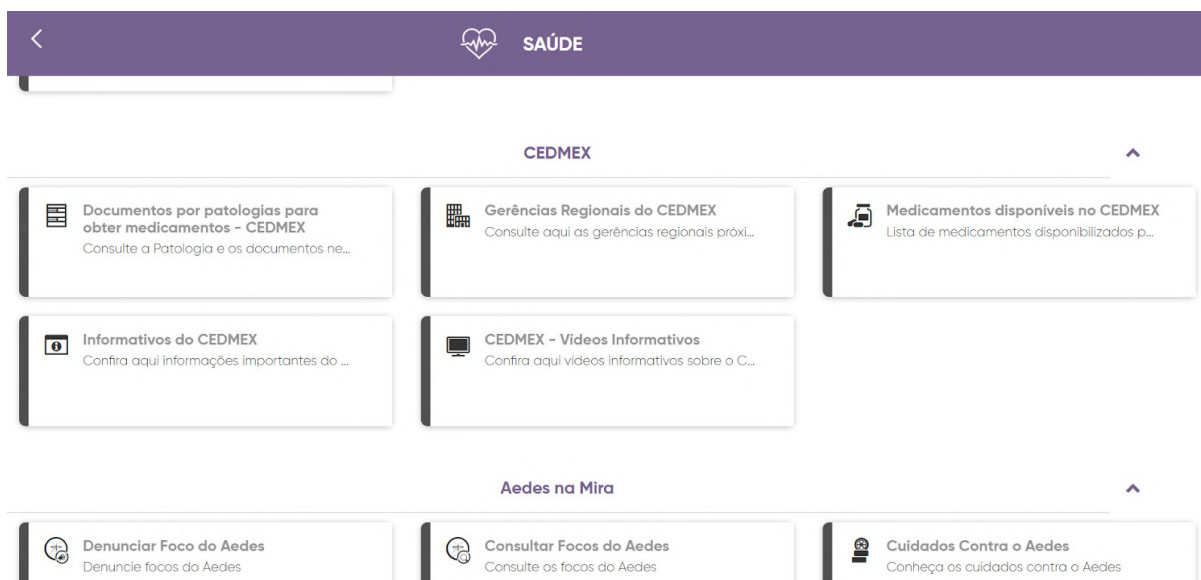 SAÚDE
CEDMEX
Documentos por patologias para
obter medicamentos - CEDMEX
Consulte a Patologia e os documentos ne...
Gerências Regionais do CEDMEX
Consulte aqui as gerências regionais próxi...
Medicamentos disponíveis no CEDMEX
Lista de medicamentos disponibilizados p...
Informativos do CEDMEX
Confira aqui informações importantes do ...
CEDMEX - Vídeos Informativos
Confira aqui vídeos informativos sobre o C...
Aedes na Mira
Denunciar Foco do Aedes
Denuncie focos do Aedes
Consultar Focos do Aedes
Consulte os focos do Aedes
Cuidados Contra o Aedes
Conheça os cuidados contra o Aedes